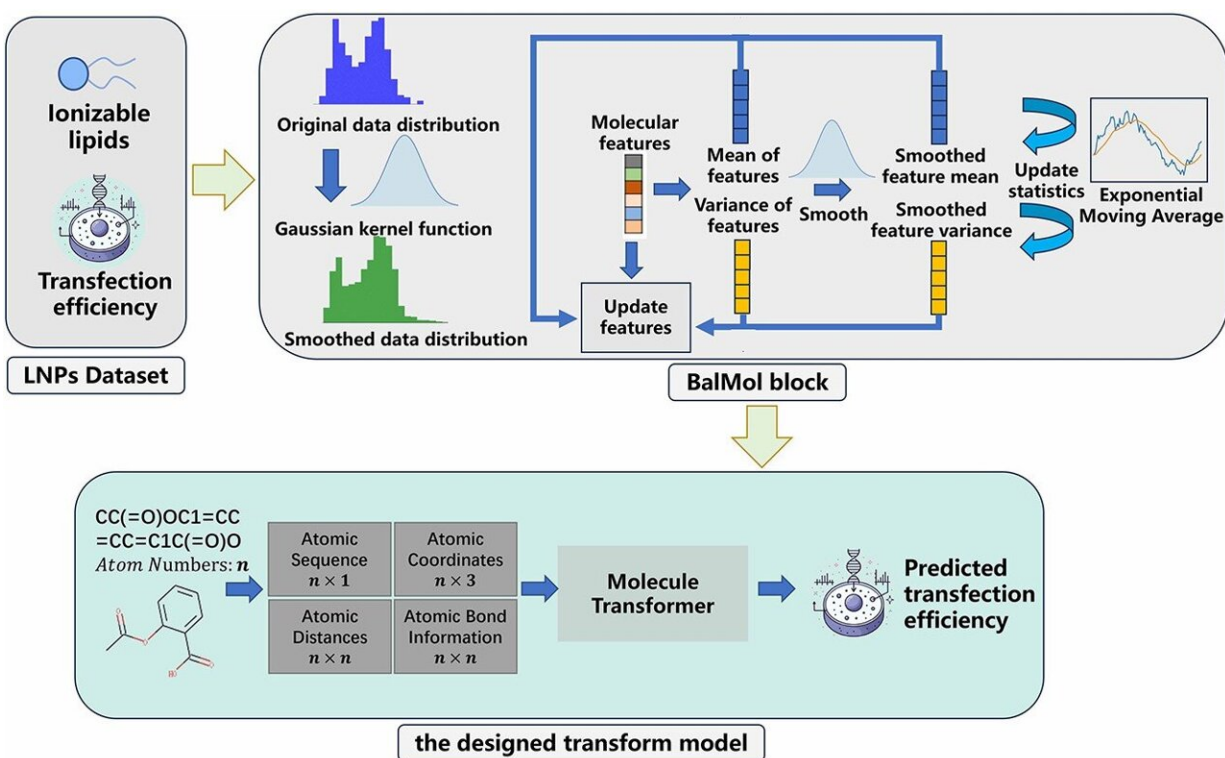 Ionizable
lipids
Transfection
efficiency
LNPs Dataset
Original data distribution
Gaussian kernel function
Smoothed data distribution
Molecular
features
Update
features
Mean of
features
Variance of
features
Smooth
Smoothed
feature mean
Smoothed
feature variance
Update
statistics
Exponential
Moving Average
BalMol block
CC(=O)OC1=CC
=CC=C1C(=O)O
Atom Numbers: n
O
O
O
HO
Atomic
Sequence
n × 1
Atomic
Coordinates
n × 3
Atomic
Distances
n × n
Atomic Bond
Information
n × n
Molecule
Transformer
Predicted
transfection
efficiency
the designed transform model